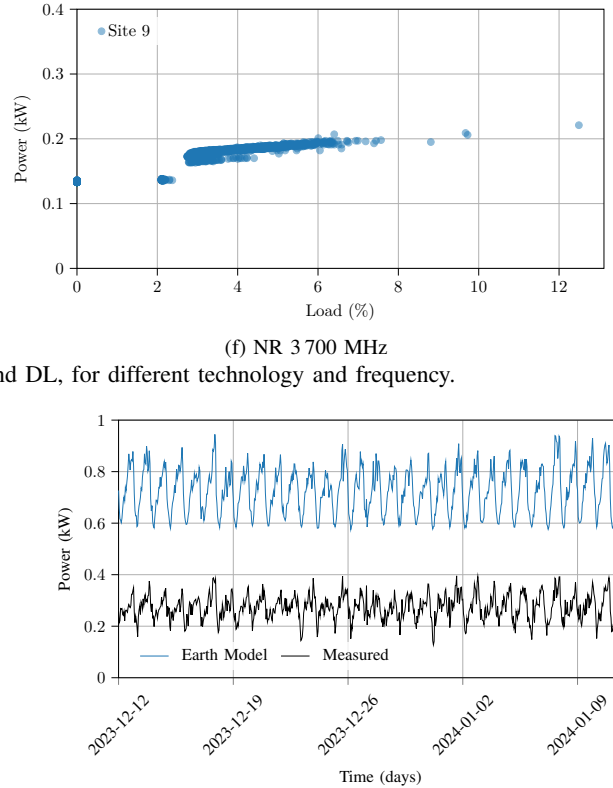 0.4
0.3
0.2
0.1
0
Power (kW)
Site 9
0 2 4 6 8 10 12
Load (%)
(f) NR 3 700 MHz
nd DL, for different technology and frequency.
1
0.8
0.6
0.4
0.2
0
Power (kW)
Earth Model Measured
2023-12-12 2023-12-19 2023-12-26 2024-01-02 2024-01-09
Time (days)